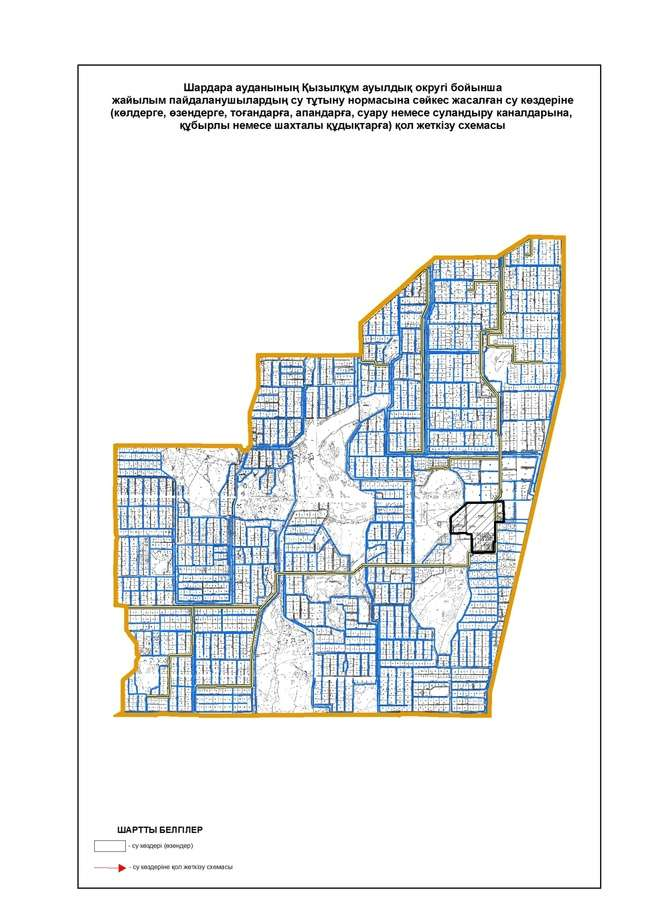 Шардара ауданының Қызылқұм ауылдық округі бойынша
жайылым пайдаланушылардың су тұтыну нормасына сәйкес жасалған су көздеріне
(көлдерге, өзендерге, тоғандарға, апандарға, суару немесе суландыру каналдарына,
құбырлы немесе шахталы құдықтарға) қол жеткізу схемасы
ШАРТТЫ БЕЛГІЛЕР
- су көздері (өзендер)
- су көздеріне қол жеткізу схемасы